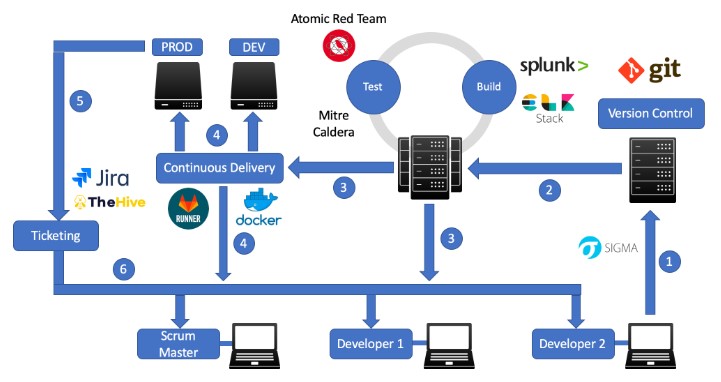 Atomic Red Team
PROD
DEV
splunk>
git
Test
Build
5
ELK
Stack
Version Control
Mitre
Caldera
4
Continuous Delivery
3
2
Jira
TheHive
RUNNER
docker
Ticketing
4
3
SIGMA
1
6
Scrum
Master
Developer 1
Developer 2